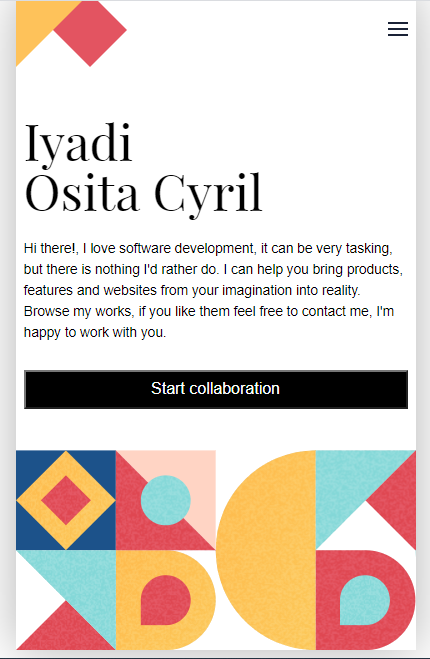 Iyadi
Osita Cyril
Hi there!, I love software development, it can be very tasking,
but there is nothing I'd rather do. I can help you bring products,
features and websites from your imagination into reality.
Browse my works, if you like them feel free to contact me, I'm
happy to work with you.
Start collaboration